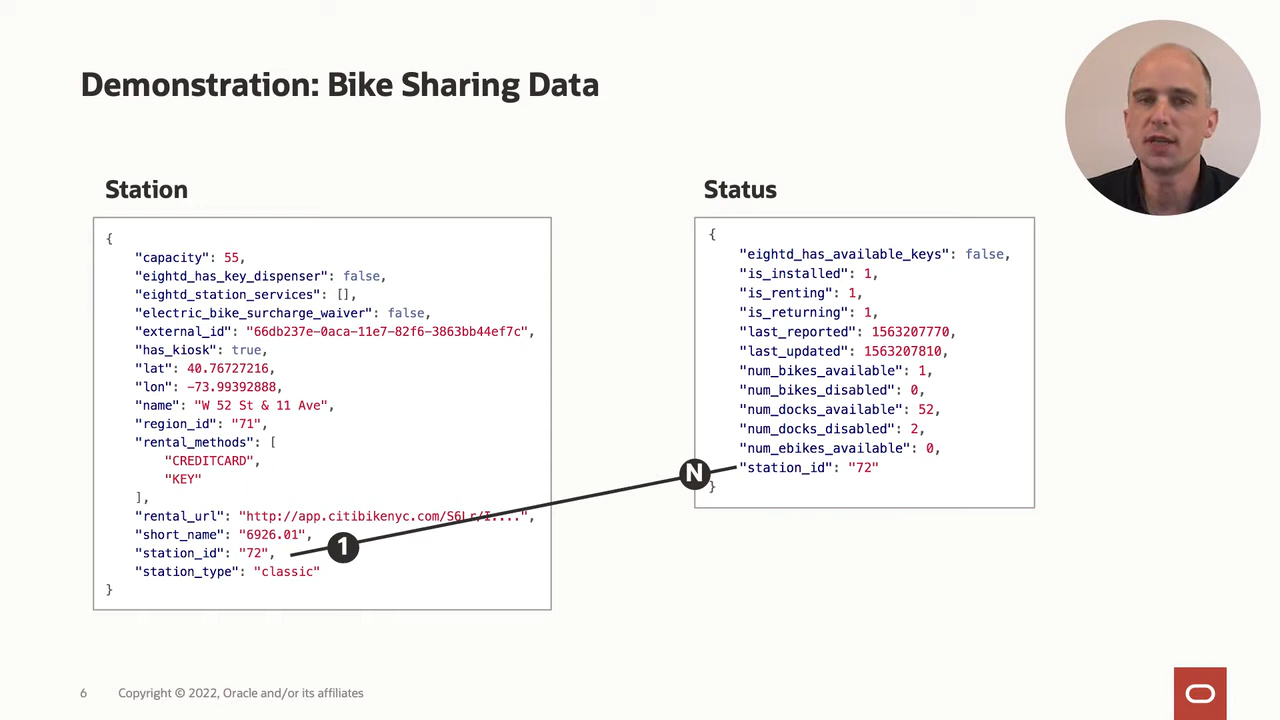 Demonstration: Bike Sharing Data
Station
{
"capacity": 55,
"eightd_has_key_dispenser": false,
"eightd_station_services": [],
"electric_bike_surcharge_waiver": false,
"external_id": "66db237e-0aca-11e7-82f6-3863bb44ef7c",
"has_kiosk": true,
"lat": 40.76727216,
"lon": -73.99392888,
"name": "W 52 St & 11 Ave",
"region_id": "71",
"rental_methods": [
"CREDITCARD",
"KEY"
],
"rental_url": "http://app.citibikenyc.com/S6Lr/I....",
"short_name": "6926.01",
"station_id": "72",
"station_type": "classic"
}
1
Status
{
"eightd_has_available_keys": false,
"is_installed": 1,
"is_renting": 1,
"is_returning": 1,
"last_reported": 1563207770,
"last_updated": 1563207810,
"num_bikes_available": 1,
"num_bikes_disabled": 0,
"num_docks_available": 52,
"num_docks_disabled": 2,
"num_ebikes_available": 0,
"station_id": "72"
}
N
6 Copyright © 2022, Oracle and/or its affiliates